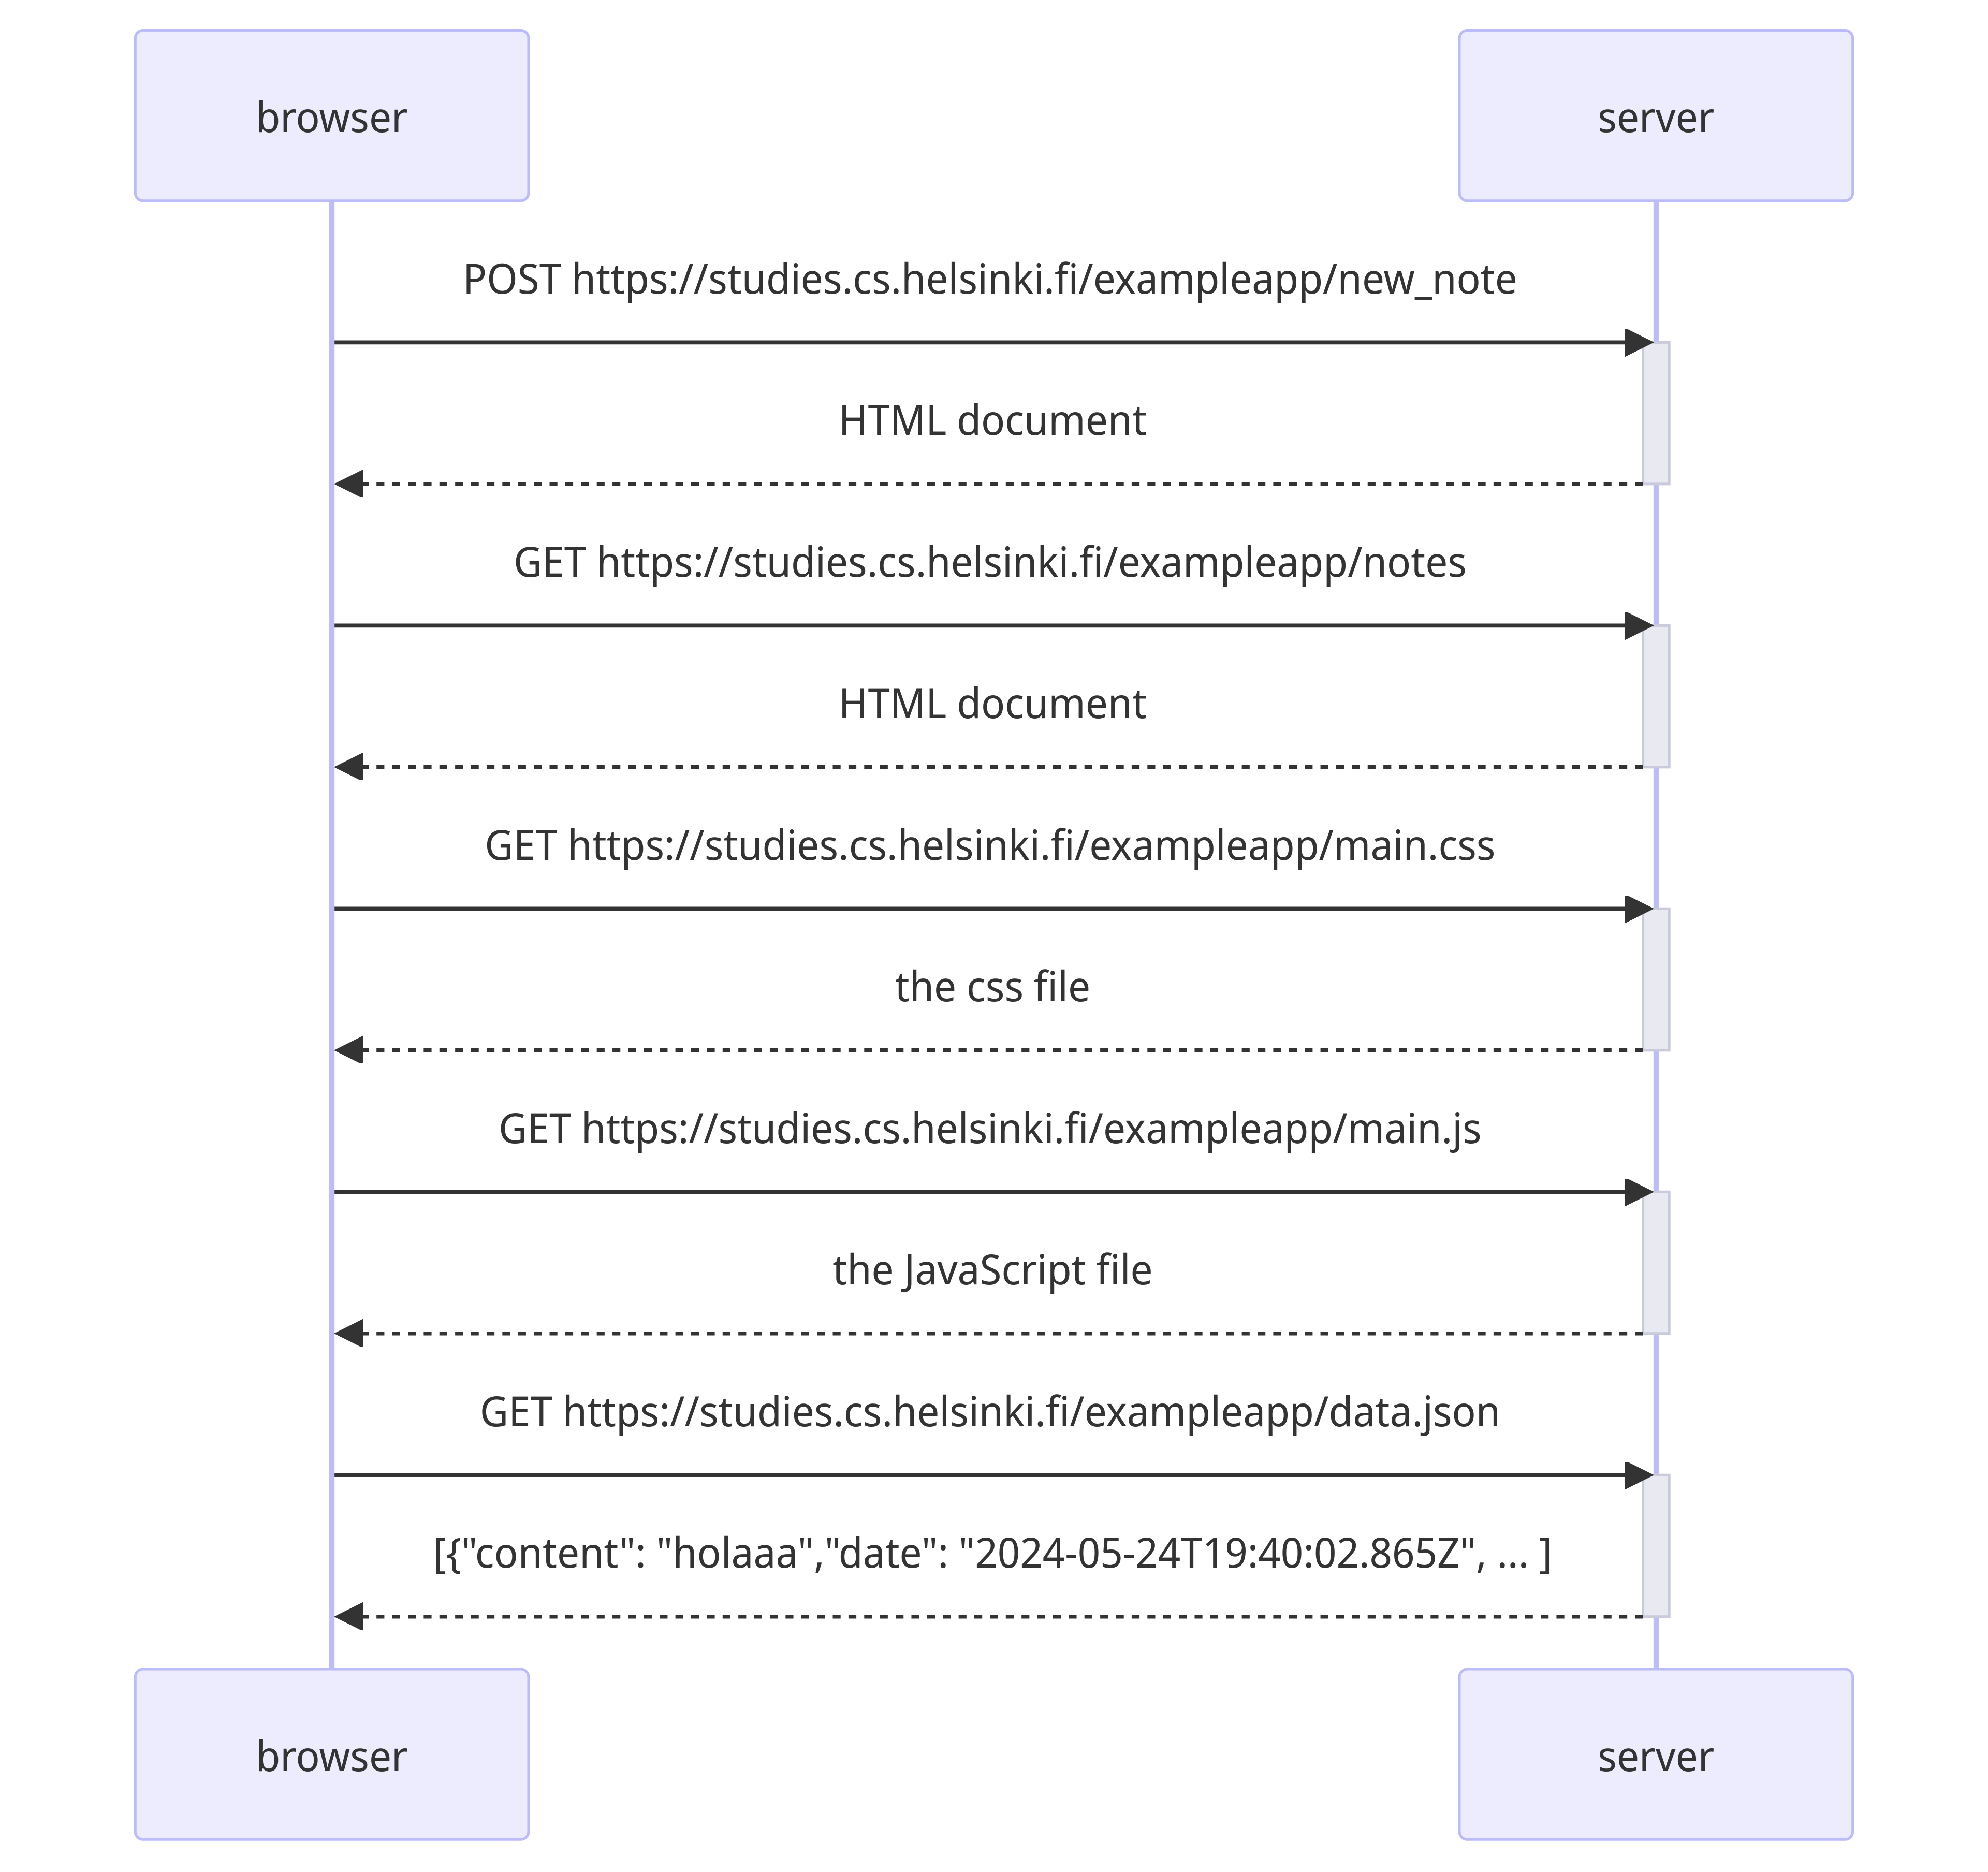 browser
server
POST https://studies.cs.helsinki.fi/exampleapp/new_note
HTML document
GET https://studies.cs.helsinki.fi/exampleapp/notes
HTML document
GET https://studies.cs.helsinki.fi/exampleapp/main.css
the css file
GET https://studies.cs.helsinki.fi/exampleapp/main.js
the JavaScript file
GET https://studies.cs.helsinki.fi/exampleapp/data.json
[{"content": "holaaa","date": "2024-05-24T19:40:02.865Z", ... ]
browser
server